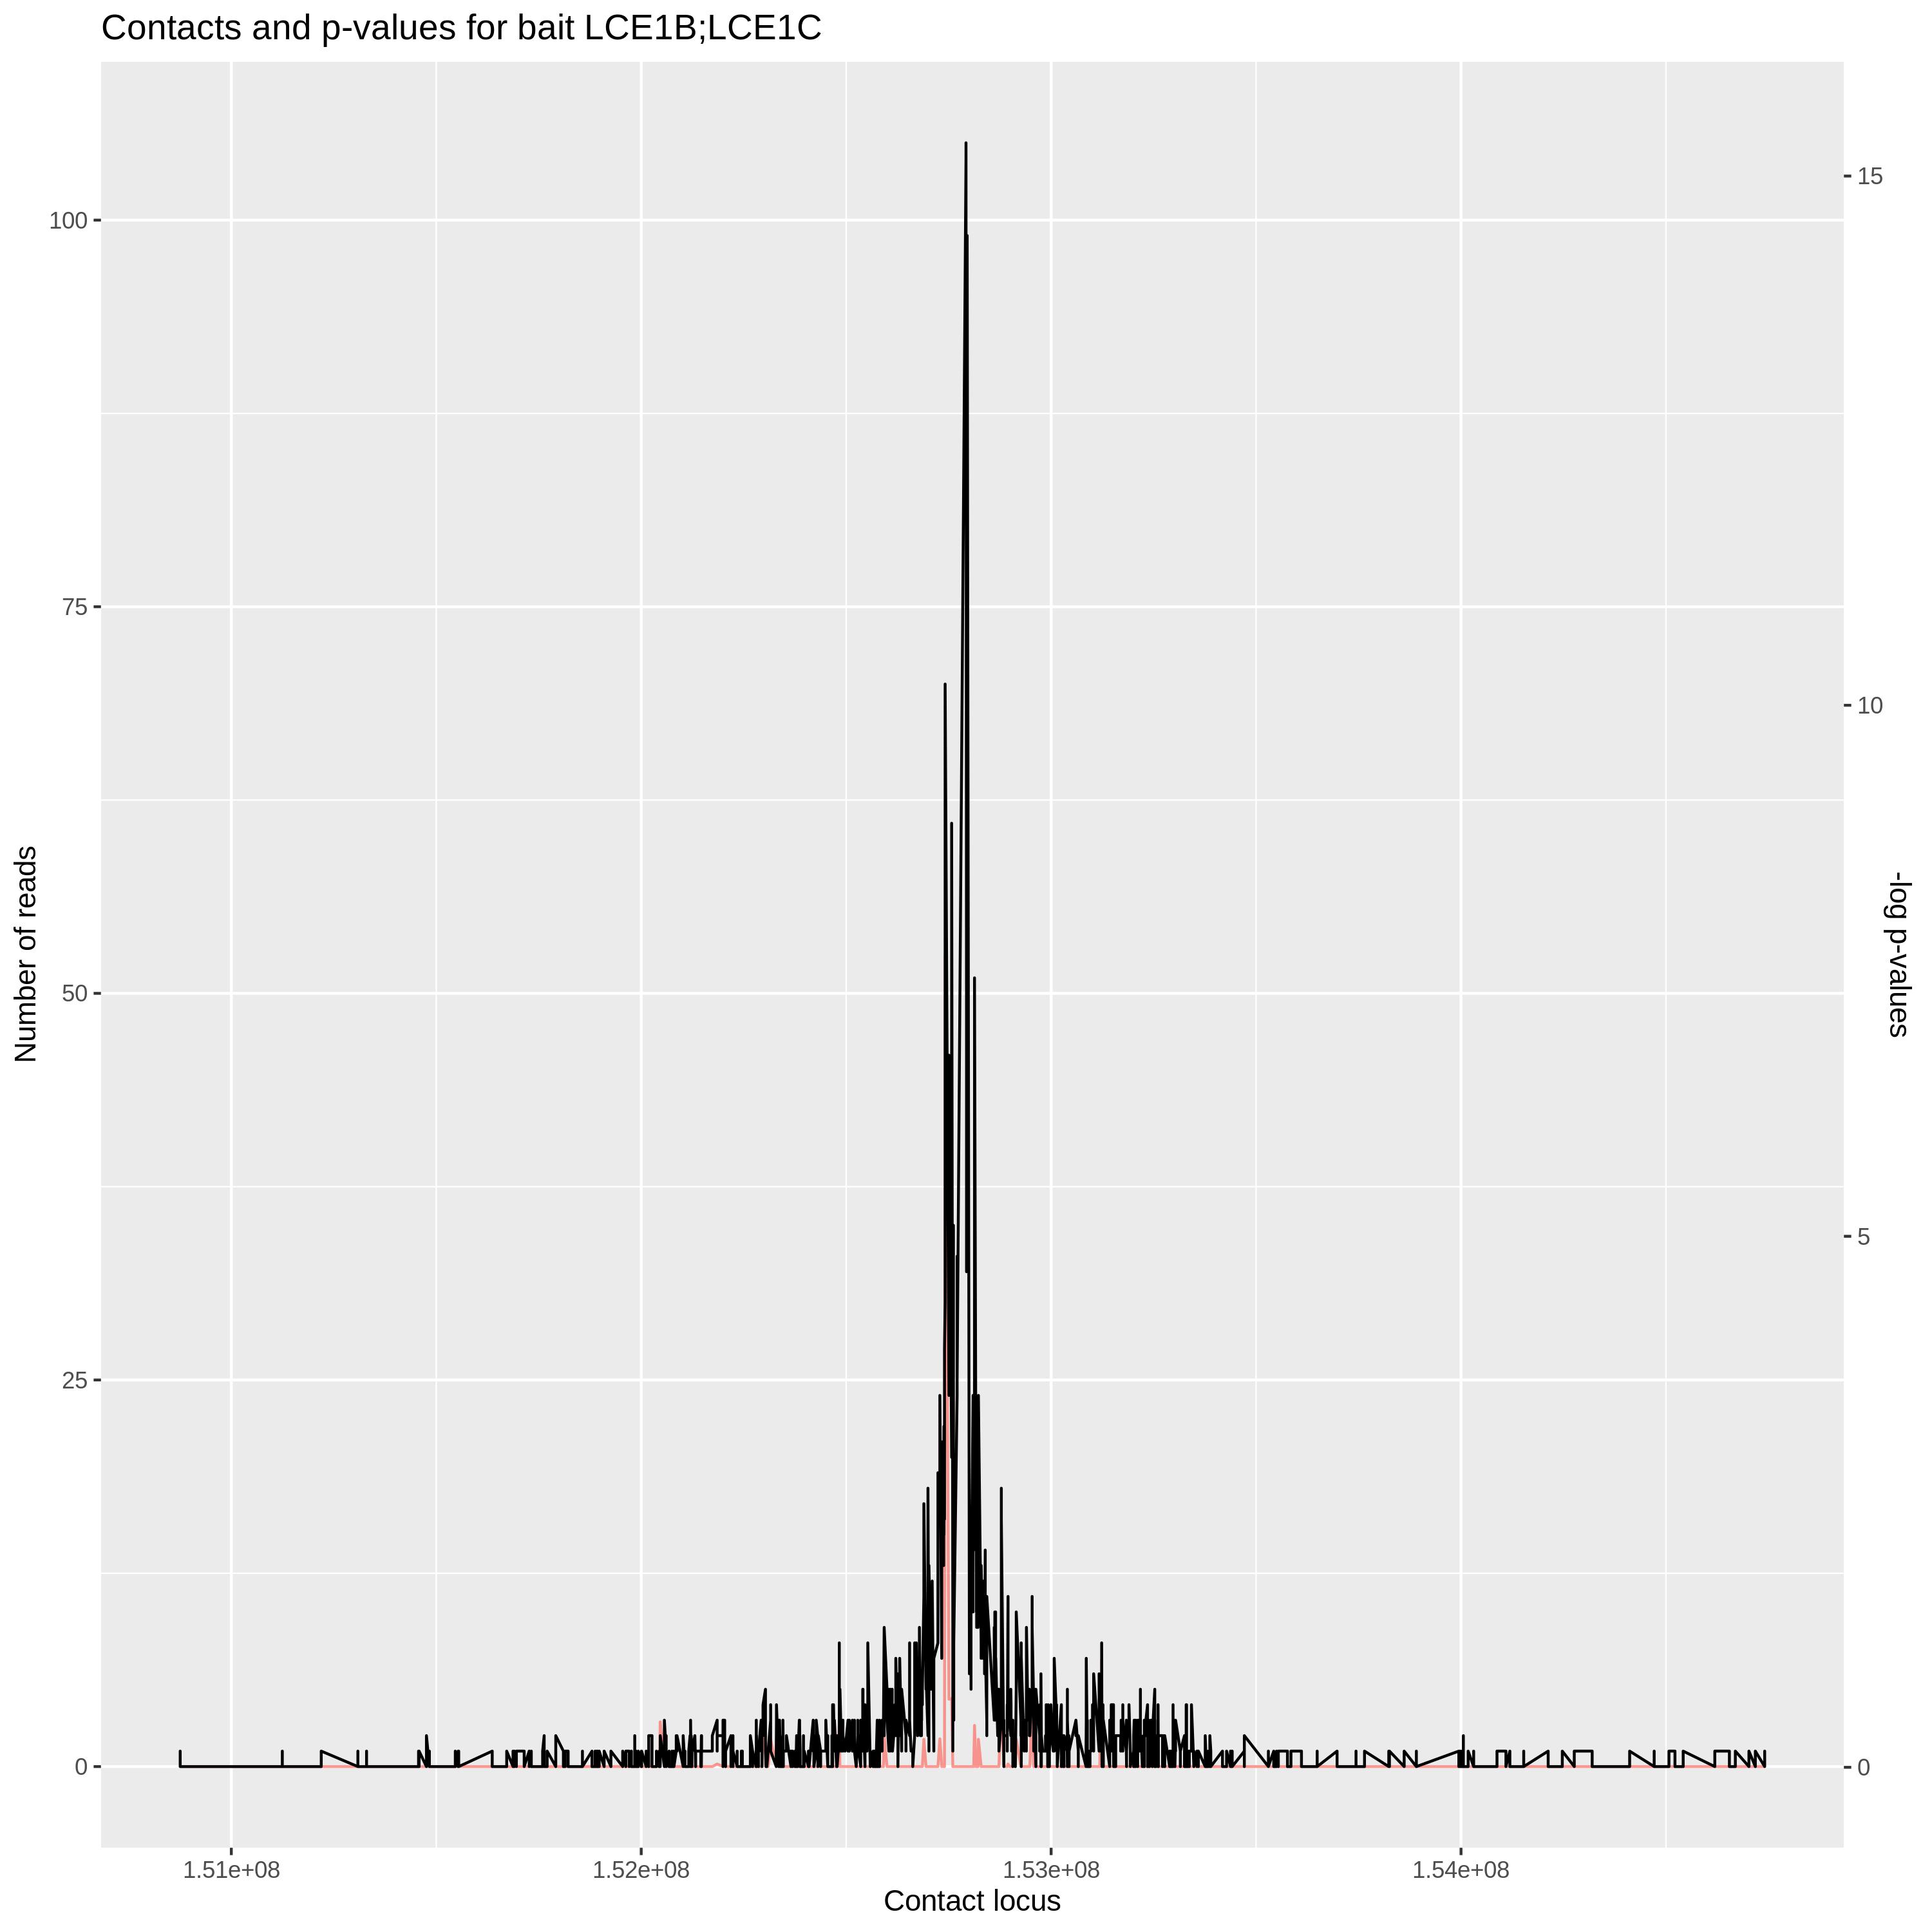 Contacts and p-values for bait LCE1B;LCE1C
100
75
50
25
0
Number of reads
15
10
5
0
-log p-values
1.51e+08
1.52e+08
1.53e+08
1.54e+08
Contact locus